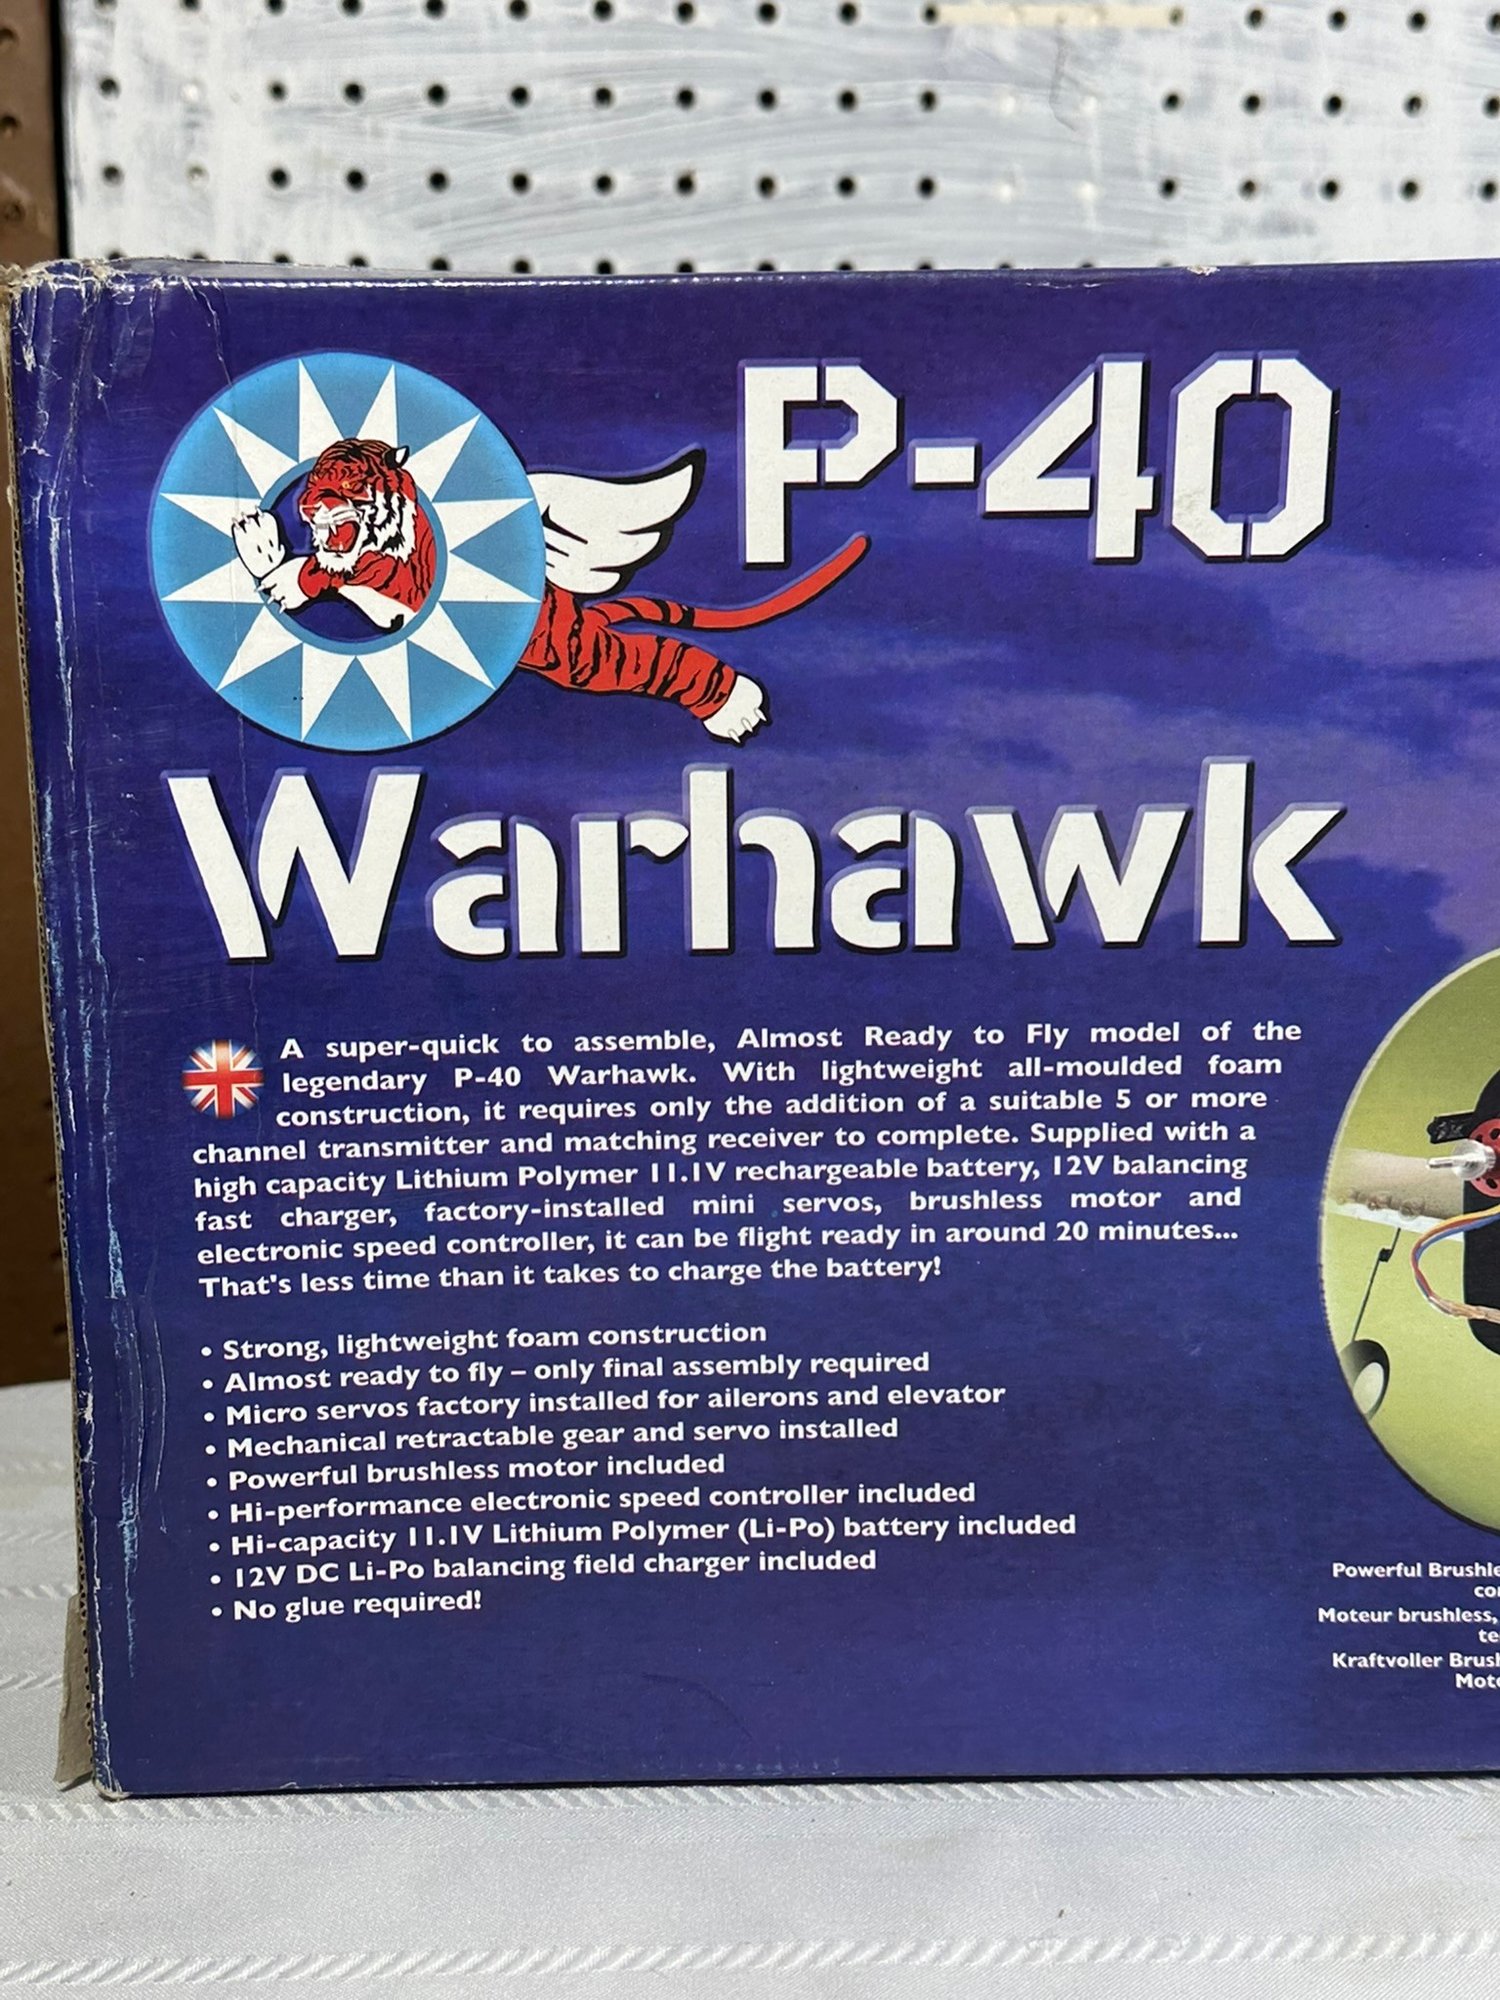 P-40
Warhawk
A super-quick to assemble, Almost Ready to Fly model of the
legendary P-40 Warhawk. With lightweight all-moulded foam
construction, it requires only the addition of a suitable 5 or more
channel transmitter and matching receiver to complete. Supplied with a
high capacity Lithium Polymer 11.1V rechargeable battery, 12V balancing
fast charger, factory-installed mini servos, brushless motor and
electronic speed controller, it can be flight ready in around 20 minutes...
That's less time than it takes to charge the battery!
• Strong, lightweight foam construction
• Almost ready to fly – only final assembly required
• Micro servos factory installed for ailerons and elevator
• Mechanical retractable gear and servo installed
• Powerful brushless motor included
• Hi-performance electronic speed controller included
• Hi-capacity 11.1V Lithium Polymer (Li-Po) battery included
• 12V DC Li-Po balancing field charger included
• No glue required!
Powerful
Moteur brushless,
Kraftvoller